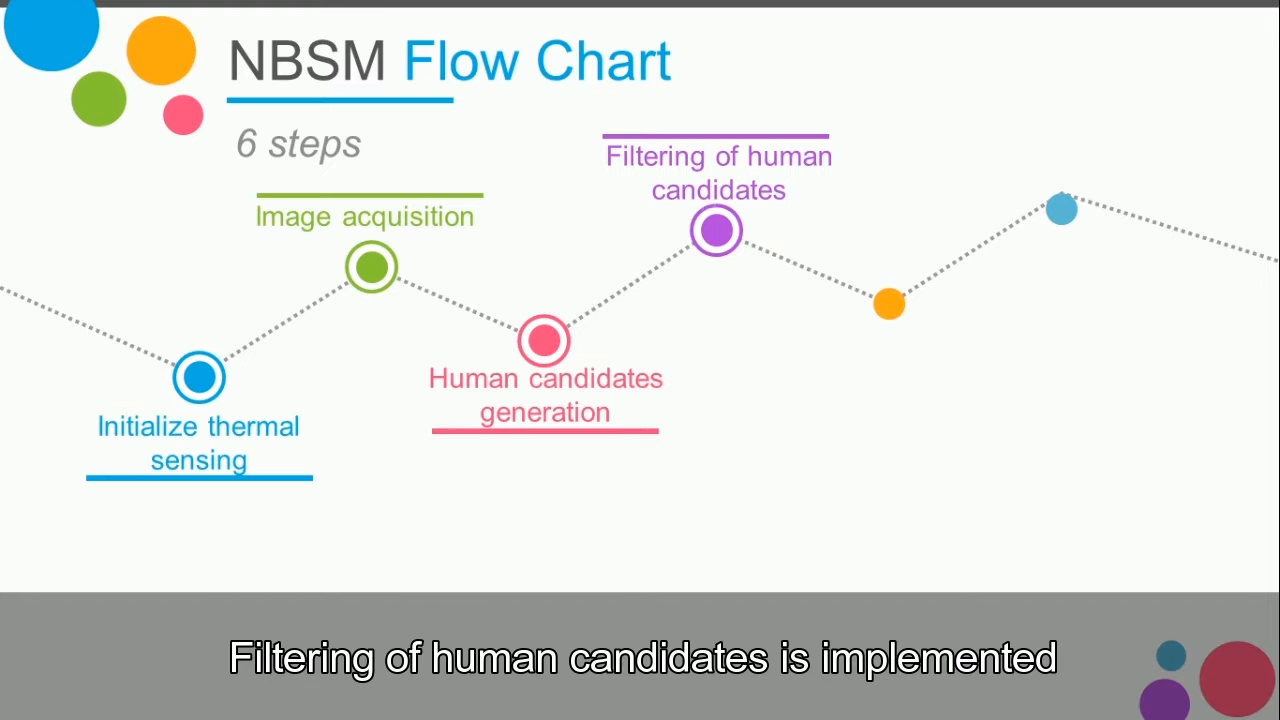 NBSM Flow Chart
6 steps
Filtering of human
candidates
Image acquisition
Human candidates
generation
Initialize thermal
sensing
Filtering of human candidates is implemented